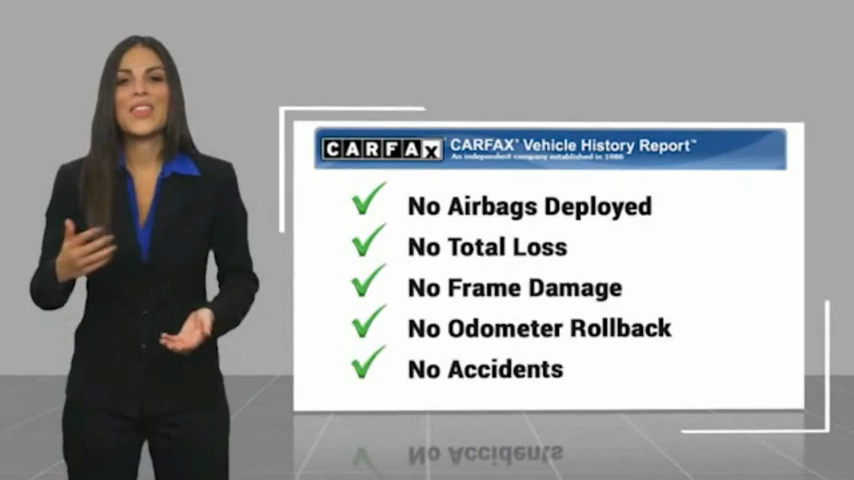 CARFAX CARFAX® Vehicle History Report™
An independent company established in 1986
No Airbags Deployed
No Total Loss
No Frame Damage
No Odometer Rollback
No Accidents
No Accidents